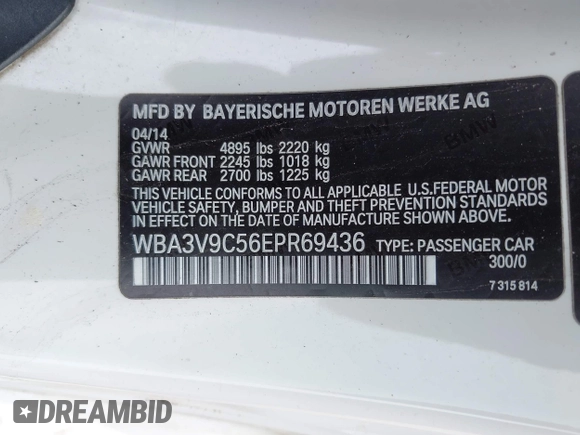 MFD BY BAYERISCHE MOTOREN WERKE AG
04/14
GVWR 4895 lbs 2220 kg
GAWR FRONT 2245 lbs 1018 kg
GAWR REAR 2700 lbs 1225 kg
THIS VEHICLE CONFORMS TO ALL APPLICABLE U.S.FEDERAL MOTOR
VEHICLE SAFETY, BUMPER AND THEFT PREVENTION STANDARDS
IN EFFECT ON THE DATE OF MANUFACTURE SHOWN ABOVE.
WBA3V9C56EPR69436 TYPE: PASSENGER CAR
300/0
7 315 814
DREAMBID